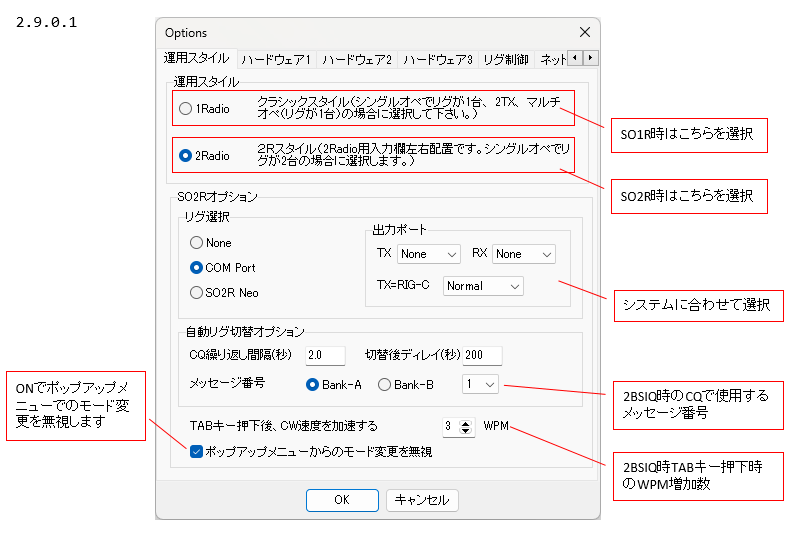 2.9.0.1
Options
運用スタイル
ハードウェア1
ハードウェア2
ハードウェア3
リグ制御
ネット
運用スタイル
1Radio
クラシックスタイル(シングルオペでリグが1台、2TX、マルチ
オペ(リグが1台)の場合に選択して下さい。)
SO1R時はこちらを選択
2Radio
2Rスタイル(2Radio用入力欄左右配置です。シングルオペでリ
グが2台の場合に選択します。)
SO2R時はこちらを選択
SO2Rオプション
リグ選択
None
COM Port
SO2R Neo
出力ポート
TX None
RX None
TX=RIG-C Normal
システムに合わせて選択
自動リグ切替オプション
CQ繰り返し間隔(秒) 2.0
切替後ディレイ(秒) 200
メッセージ番号
Bank-A
Bank-B
1
2BSIQ時のCQで使用する
メッセージ番号
ONでポップアップメ
ニューでのモード変
更を無視します
TABキー押下後、CW速度を加速する
3 WPM
ポップアップメニューからのモード変更を無視
2BSIQ時TABキー押下時
のWPM増加数
OK
キャンセル